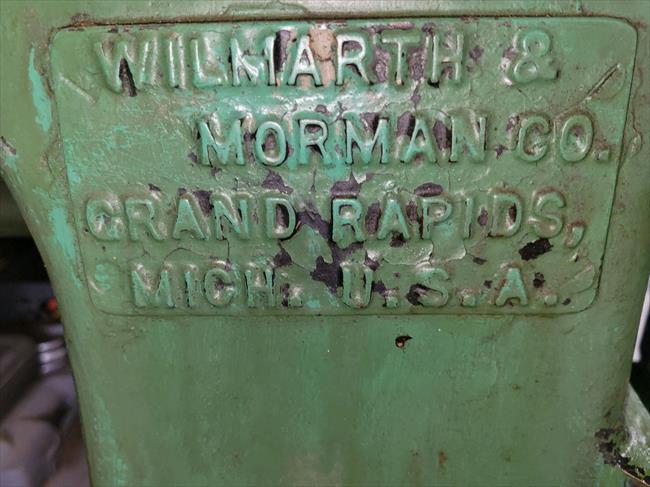 WILMARTH &
MORMAN CO.
GRAND RAPIDS,
MICH. U.S.A.